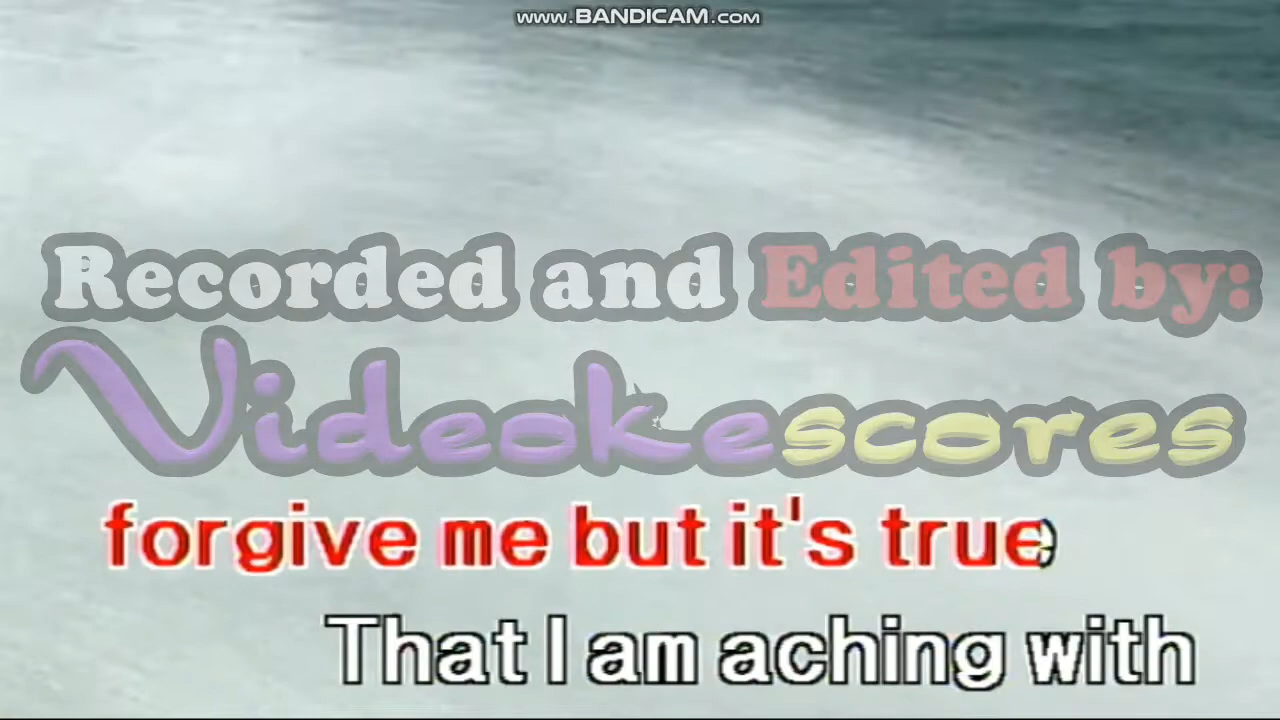 www.BANDICAM.com
Recorded and Edited by:
Videokescores
forgive me but it's true
That I am aching with